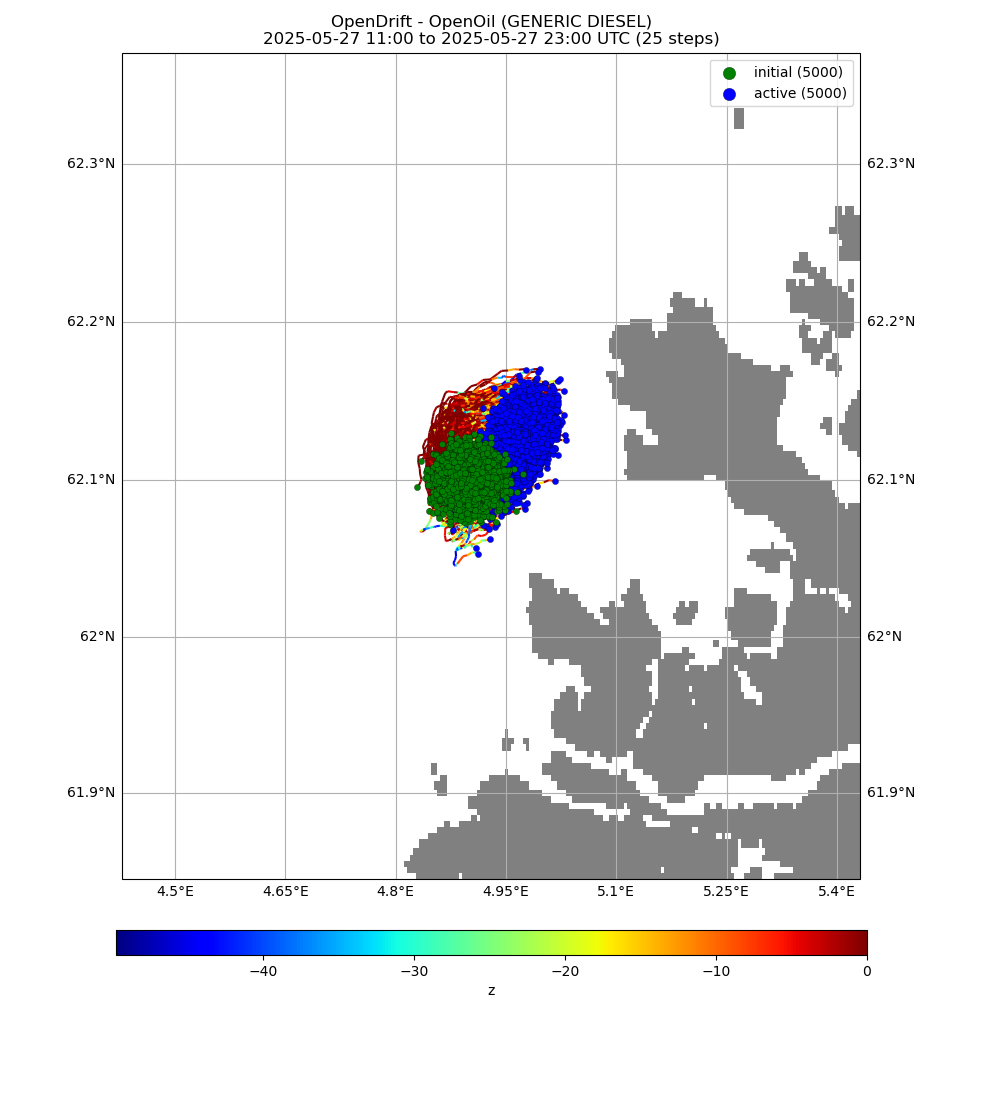 OpenDrift - OpenOil (GENERIC DIESEL)
2025-05-27 11:00 to 2025-05-27 23:00 UTC (25 steps)
initial (5000)
active (5000)
62.3°N 62.3°N
62.2°N 62.2°N
62.1°N 62.1°N
62°N 62°N
61.9°N 61.9°N
4.5°E 4.65°E 4.8°E 4.95°E 5.1°E 5.25°E 5.4°E
−40 −30 −20 −10 0
z